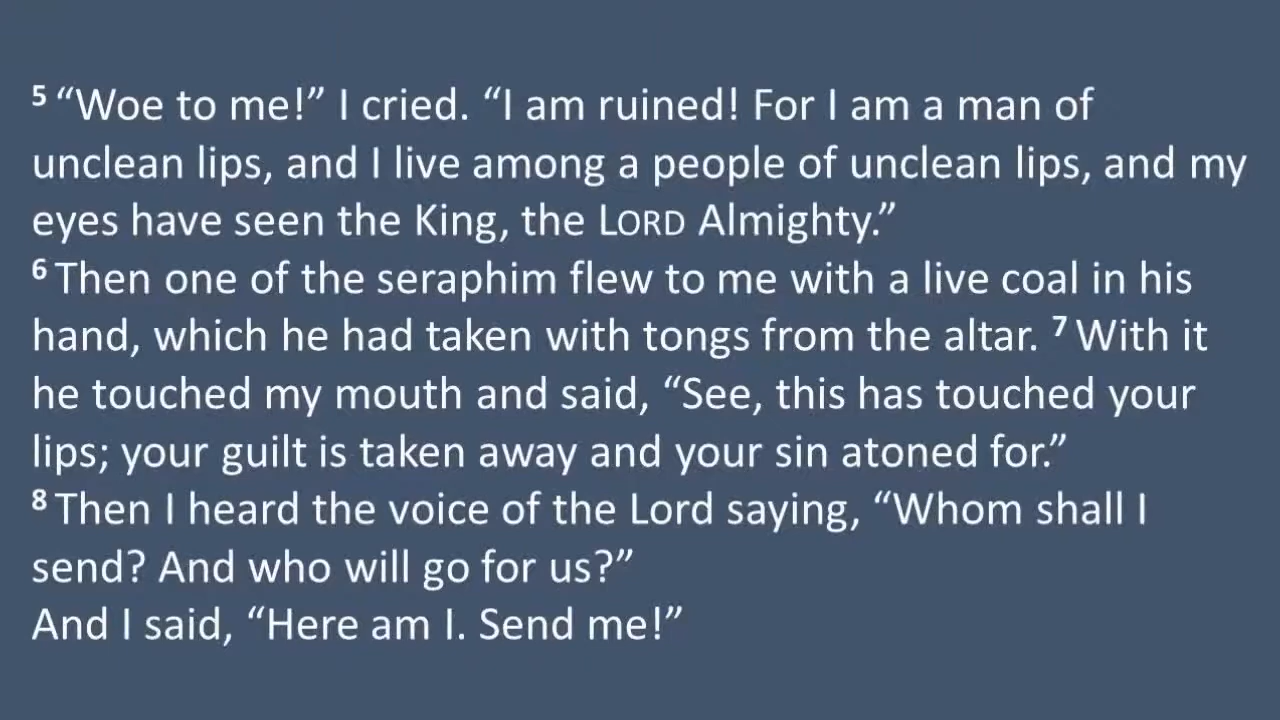 5 “Woe to me!” I cried. “I am ruined! For I am a man of
unclean lips, and I live among a people of unclean lips, and my
eyes have seen the King, the LORD Almighty.”
6 Then one of the seraphim flew to me with a live coal in his
hand, which he had taken with tongs from the altar. 7 With it
he touched my mouth and said, “See, this has touched your
lips; your guilt is taken away and your sin atoned for.”
8 Then I heard the voice of the Lord saying, “Whom shall I
send? And who will go for us?”
And I said, “Here am I. Send me!”